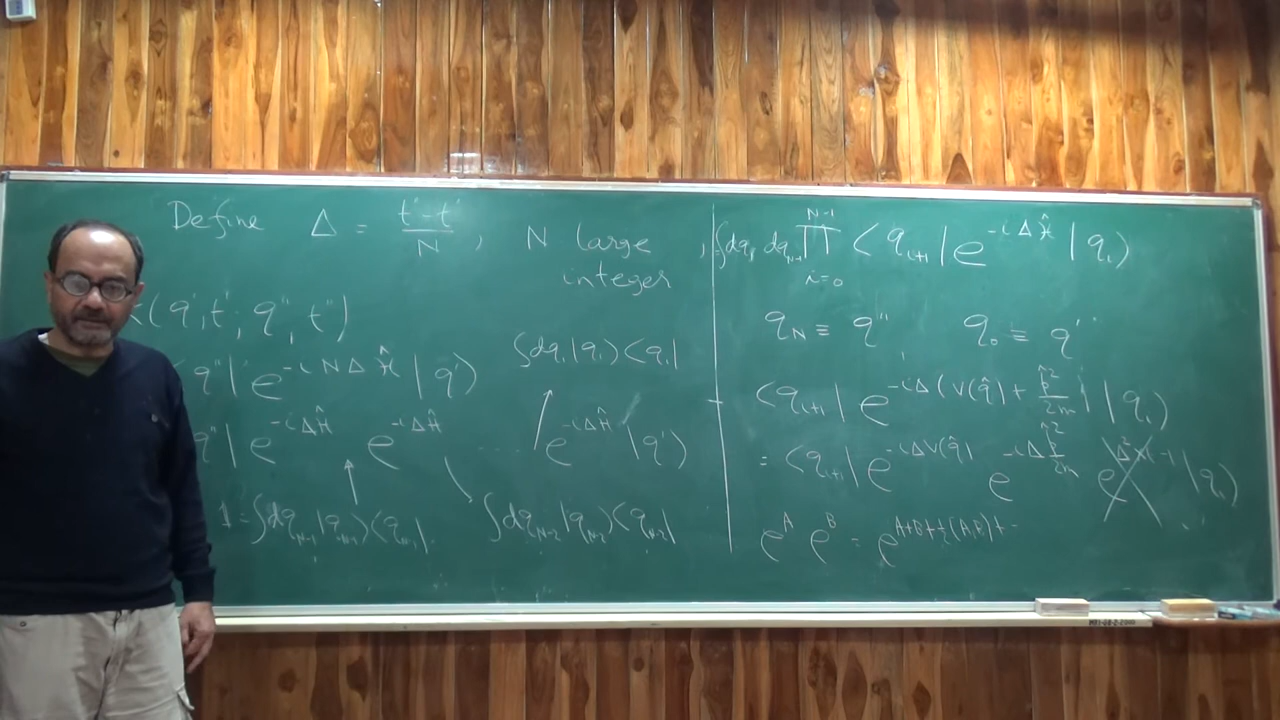 Define Δ = (t''-t')/N , N large integer ,
K(q',t'; q'', t'')
q''| e^{-iNΔĤ} |q'⟩
q''| e^{-iΔĤ} e^{-iΔĤ} ... e^{-iΔĤ} |q'⟩
∫dq₁ |q₁⟩⟨q₁|
1 = ∫dq_{N-1} |q_{N-1}⟩⟨q_{N-1}| ∫dq_{N-2} |q_{N-2}⟩⟨q_{N-2}|
= ∫dq₁ dq_{N-1} ∏_{i=0}^{N-1} ⟨q_{i+1}| e^{-iΔĤ} |q_i⟩
q_N ≡ q'' , q₀ ≡ q'
⟨q_{i+1}| e^{-iΔ(V(q̂) + p̂²/2m)} |q_i⟩
= ⟨q_{i+1}| e^{-iΔV(q̂)} e^{-iΔ p̂²/2m} |q_i⟩
e^A e^B = e^{A+B+½[A,B]+..}